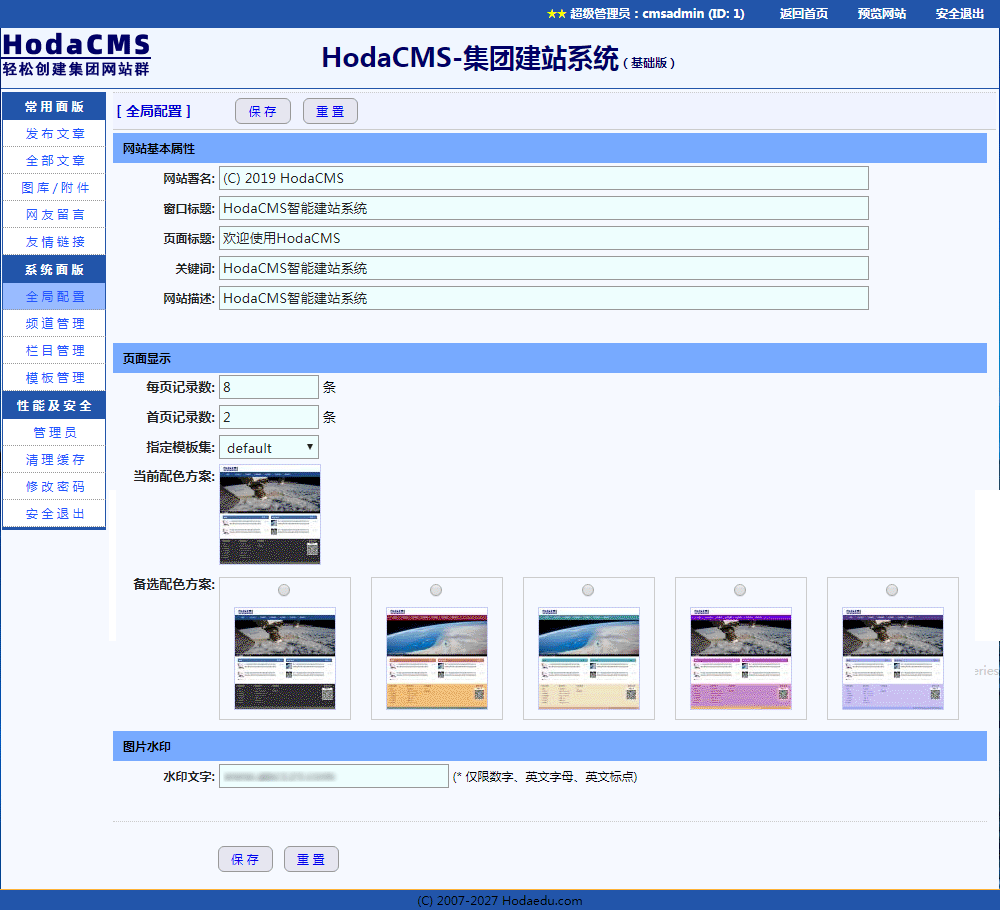 ★★ 超级管理员：cmsadmin (ID: 1) 返回首页 预览网站 安全退出
HodaCMS
轻松创建集团网站群
HodaCMS-集团建站系统 ( 基础版 )
常用面版
发布文章
全部文章
图库/附件
网友留言
友情链接
系统面版
全局配置
频道管理
栏目管理
模板管理
性能及安全
管理员
清理缓存
修改密码
安全退出
[ 全局配置 ] 保存 重置
网站基本属性
网站署名: (C) 2019 HodaCMS
窗口标题: HodaCMS智能建站系统
页面标题: 欢迎使用HodaCMS
关键词: HodaCMS智能建站系统
网站描述: HodaCMS智能建站系统
页面显示
每页记录数: 8 条
首页记录数: 2 条
指定模板集: default
当前配色方案:
备选配色方案:
图片水印
水印文字: (* 仅限数字、英文字母、英文标点)
保存 重置
(C) 2007-2027 Hodaedu.com